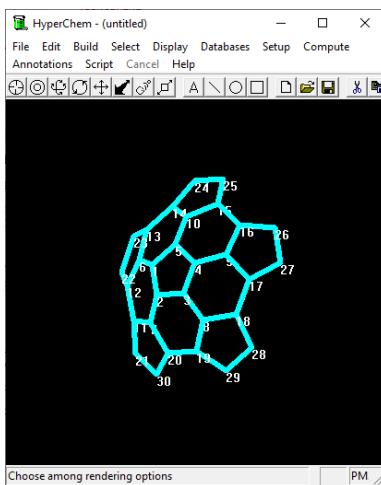 HyperChem - (untitled)
File Edit Build Select Display Databases Setup Compute
Annotations Script Cancel Help
A
24 25
14 15
10 16 26
23 13
5
6 1 4 9 27
22
12 17
2 3
11 8 18
21 20 19 28
30 29
Choose among rendering options PM